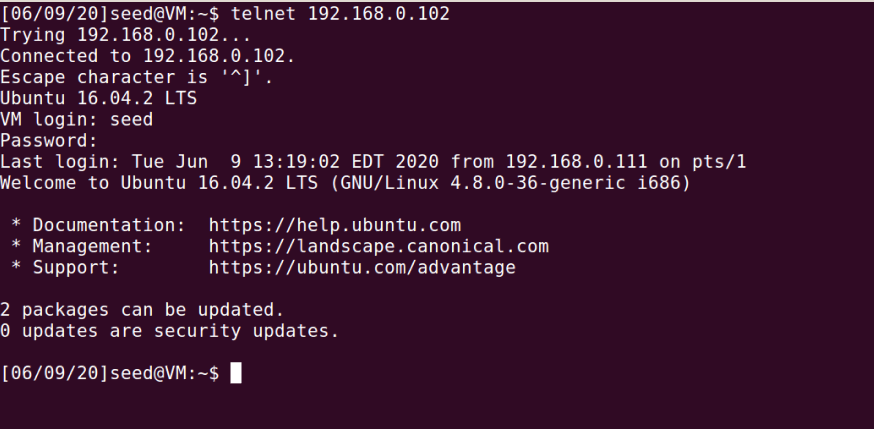 [06/09/20]seed@VM:~$ telnet 192.168.0.102
Trying 192.168.0.102...
Connected to 192.168.0.102.
Escape character is '^]'.
Ubuntu 16.04.2 LTS
VM login: seed
Password:
Last login: Tue Jun  9 13:19:02 EDT 2020 from 192.168.0.111 on pts/1
Welcome to Ubuntu 16.04.2 LTS (GNU/Linux 4.8.0-36-generic i686)
 * Documentation:  https://help.ubuntu.com
 * Management:     https://landscape.canonical.com
 * Support:        https://ubuntu.com/advantage
2 packages can be updated.
0 updates are security updates.
[06/09/20]seed@VM:~$